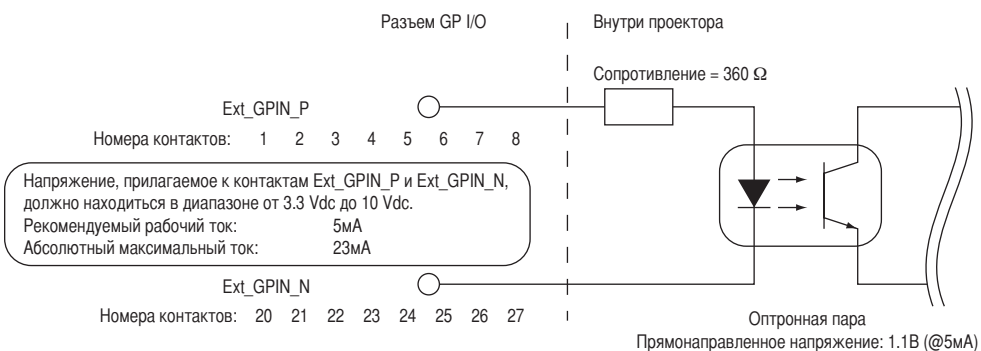 Разъем GP I/O
Внутри проектора
Сопротивление = 360 Ω
Ext_GPIN_P
Номера контактов: 1 2 3 4 5 6 7 8
Напряжение, прилагаемое к контактам Ext_GPIN_P и Ext_GPIN_N,
должно находиться в диапазоне от 3.3 Vdc до 10 Vdc.
Рекомендуемый рабочий ток: 5мА
Абсолютный максимальный ток: 23мА
Ext_GPIN_N
Номера контактов: 20 21 22 23 24 25 26 27
Оптронная пара
Прямонаправленное напряжение: 1.1В (@5мА)